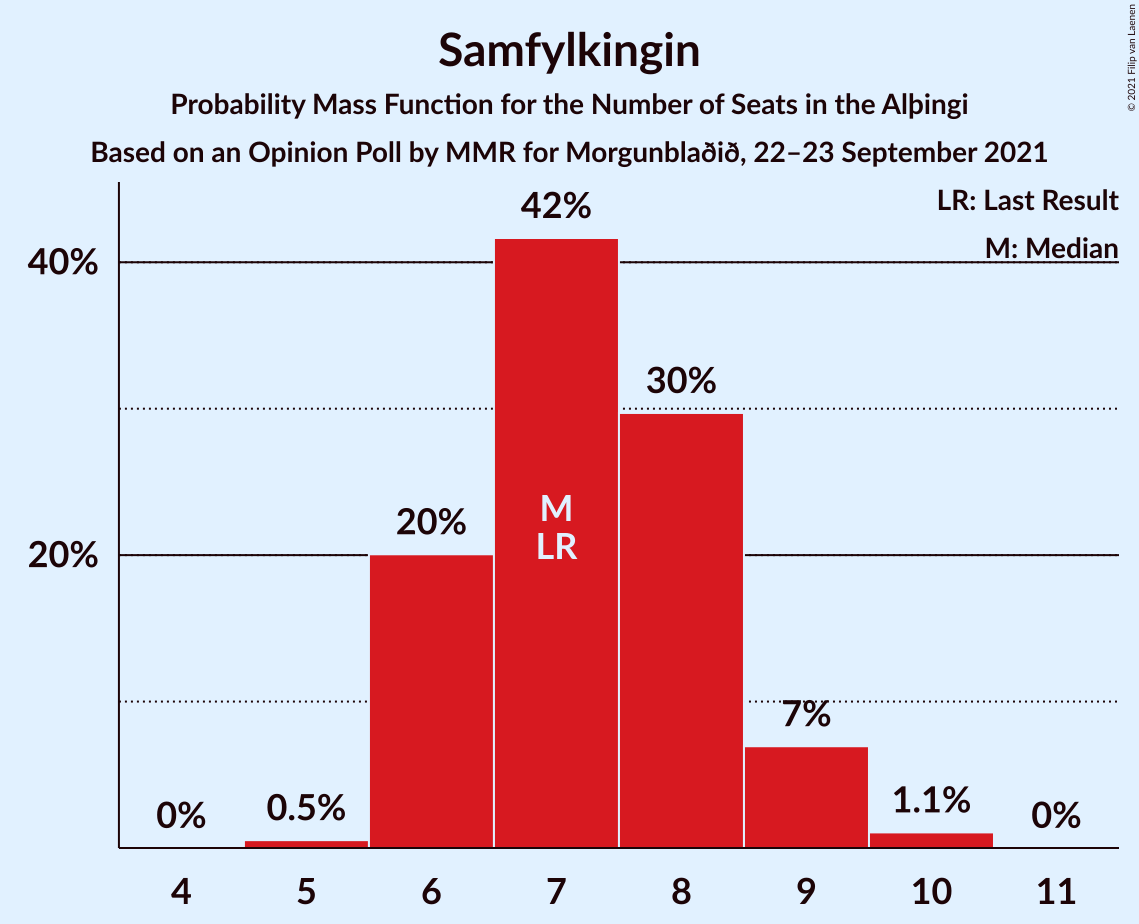 Samfylkingin
Probability Mass Function for the Number of Seats in the Alþingi
Based on an Opinion Poll by MMR for Morgunblaðið, 22–23 September 2021
© 2021 Filip van Laenen
LR: Last Result
M: Median
40%
20%
0%
0.5%
20%
42%
30%
7%
1.1%
0%
M
LR
4 5 6 7 8 9 10 11